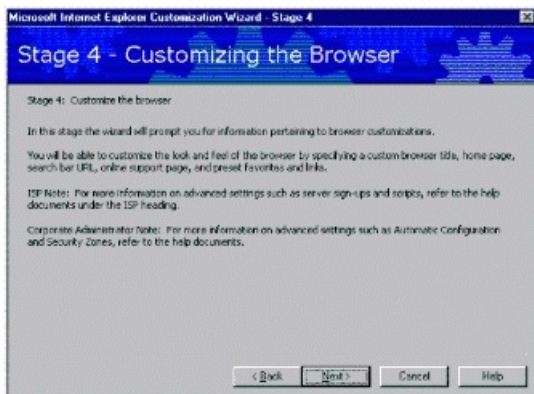 Microsoft Internet Explorer Customization Wizard - Stage 4
Stage 4 - Customizing the Browser
Stage 4: Customize the browser
In this stage the wizard will prompt you for information pertaining to browser customizations.
You will be able to customize the look and feel of the browser by specifying a custom browser title, home page,
search bar URL, online support page, and preset favorites and links.
ISP Note: For more information on advanced settings such as server sign-ups and scripts, refer to the help
documents under the ISP heading.
Corporate Administrator Note: For more information on advanced settings such as Automatic Configuration
and Security Zones, refer to the help documents.
< Back Next > Cancel Help